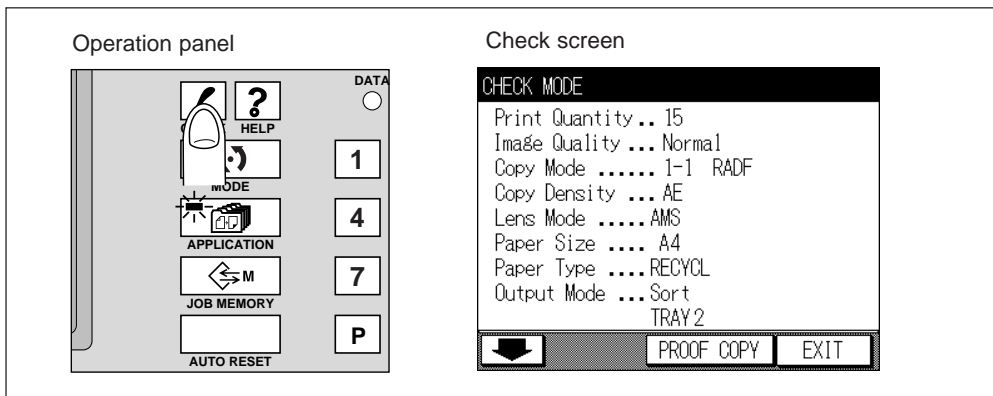 Operation panel
DATA
HELP
MODE
1
APPLICATION
4
M
JOB MEMORY
7
AUTO RESET
P
Check screen
CHECK MODE
Print Quantity .. 15
Image Quality ... Normal
Copy Mode ...... 1-1 RADF
Copy Density ... AE
Lens Mode ..... AMS
Paper Size .... A4
Paper Type .... RECYCL
Output Mode ... Sort
TRAY 2
PROOF COPY EXIT